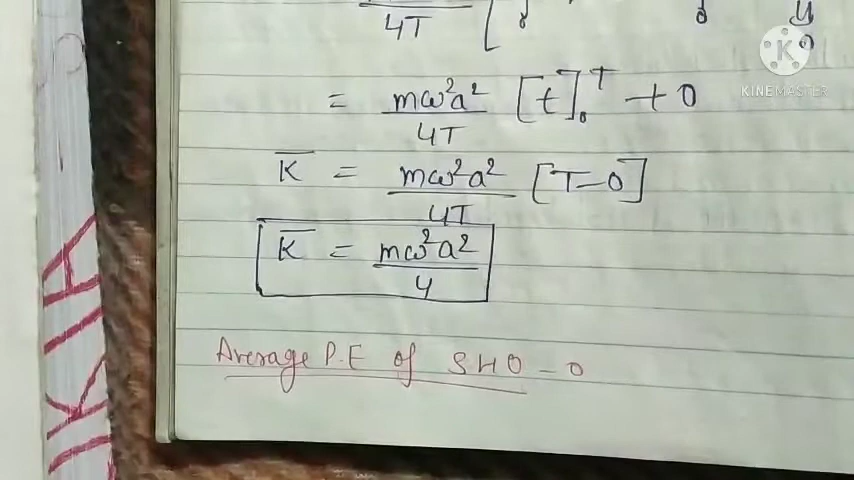 4T [
= mω²a² / 4T [t]₀ᵀ + 0
K̅ = mω²a² / 4T [T-0]
K̅ = mω²a² / 4
Average P.E of SHO - 0
K
KINEMASTER